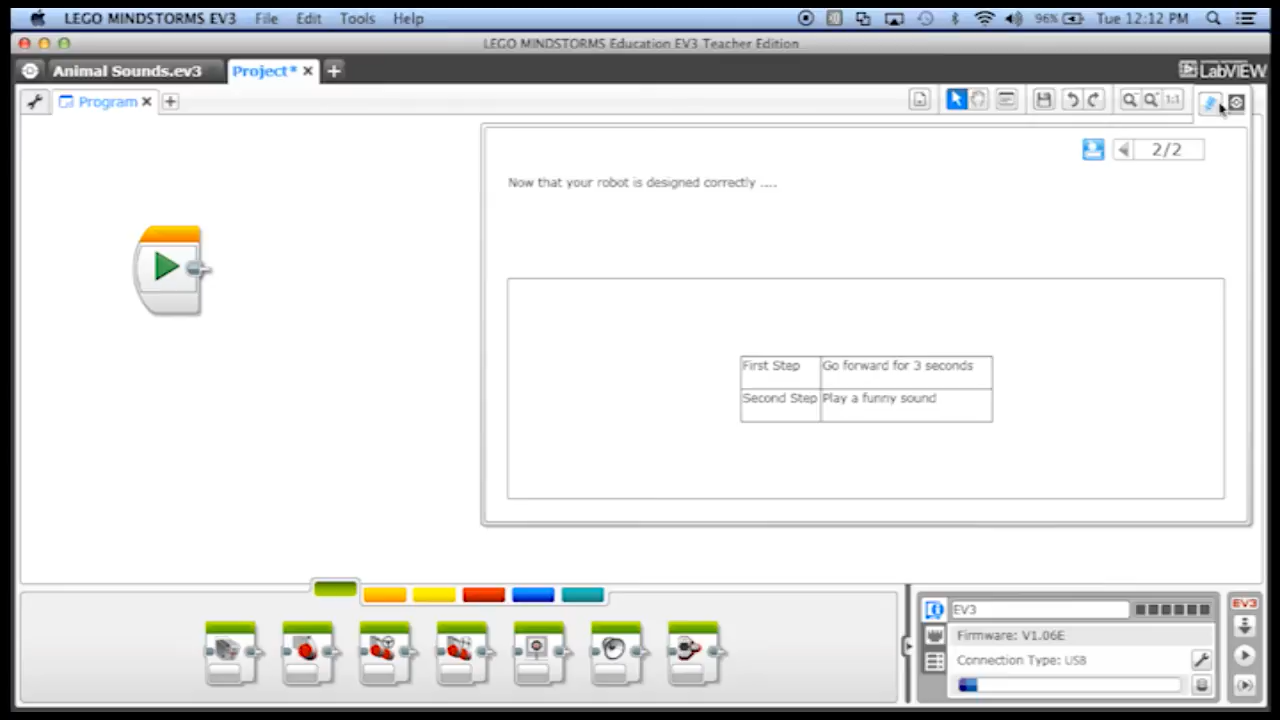 LEGO MINDSTORMS EV3 File Edit Tools Help 96% Tue 12:12 PM
LEGO MINDSTORMS Education EV3 Teacher Edition
Animal Sounds.ev3 Project* LabVIEW
Program 1:1
2/2
Now that your robot is designed correctly ....
First Step Go forward for 3 seconds
Second Step Play a funny sound
EV3 EV3
Firmware: V1.06E
Connection Type: USB